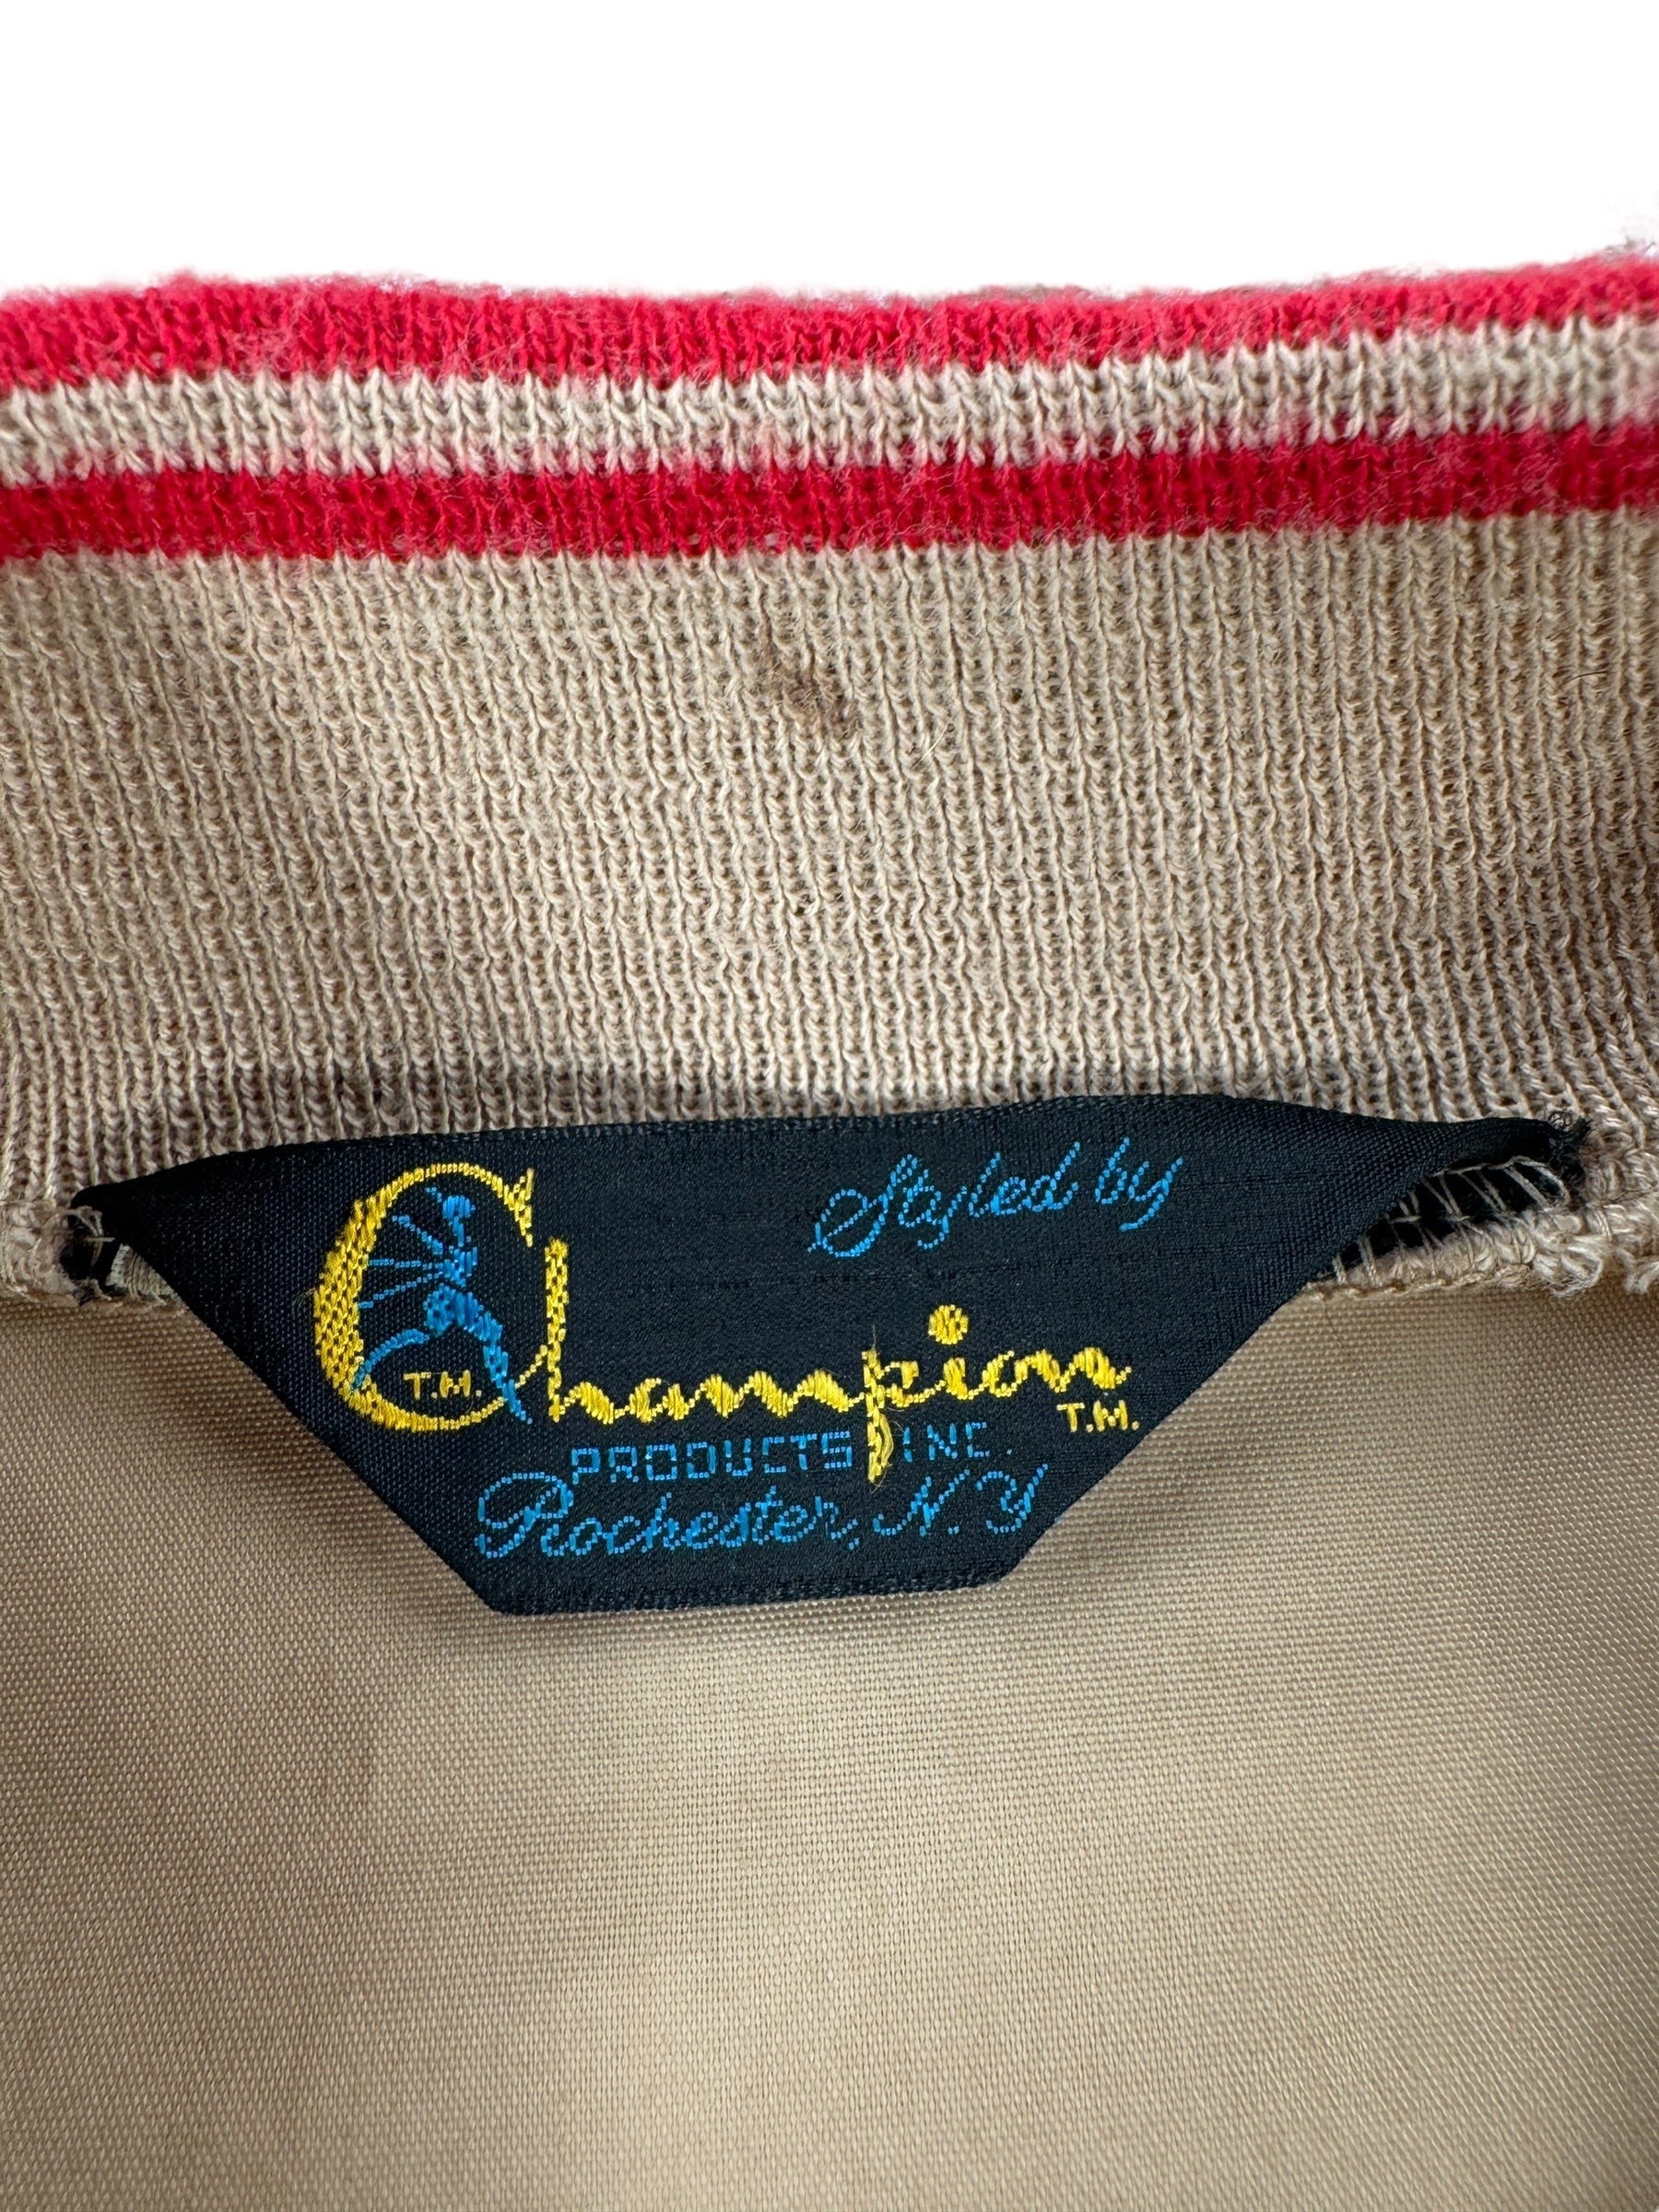 Styled by
Champion
T.M. T.M.
PRODUCTS, INC.
Rochester, N.Y